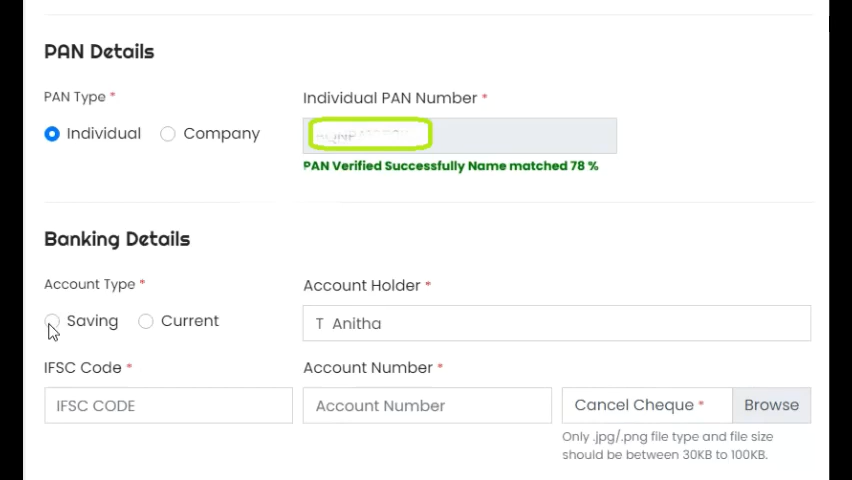 PAN Details
PAN Type * Individual PAN Number *
Individual Company
PAN Verified Successfully Name matched 78 %
Banking Details
Account Type * Account Holder *
Saving Current T Anitha
IFSC Code * Account Number *
IFSC CODE Account Number Cancel Cheque * Browse
Only .jpg/.png file type and file size
should be between 30KB to 100KB.